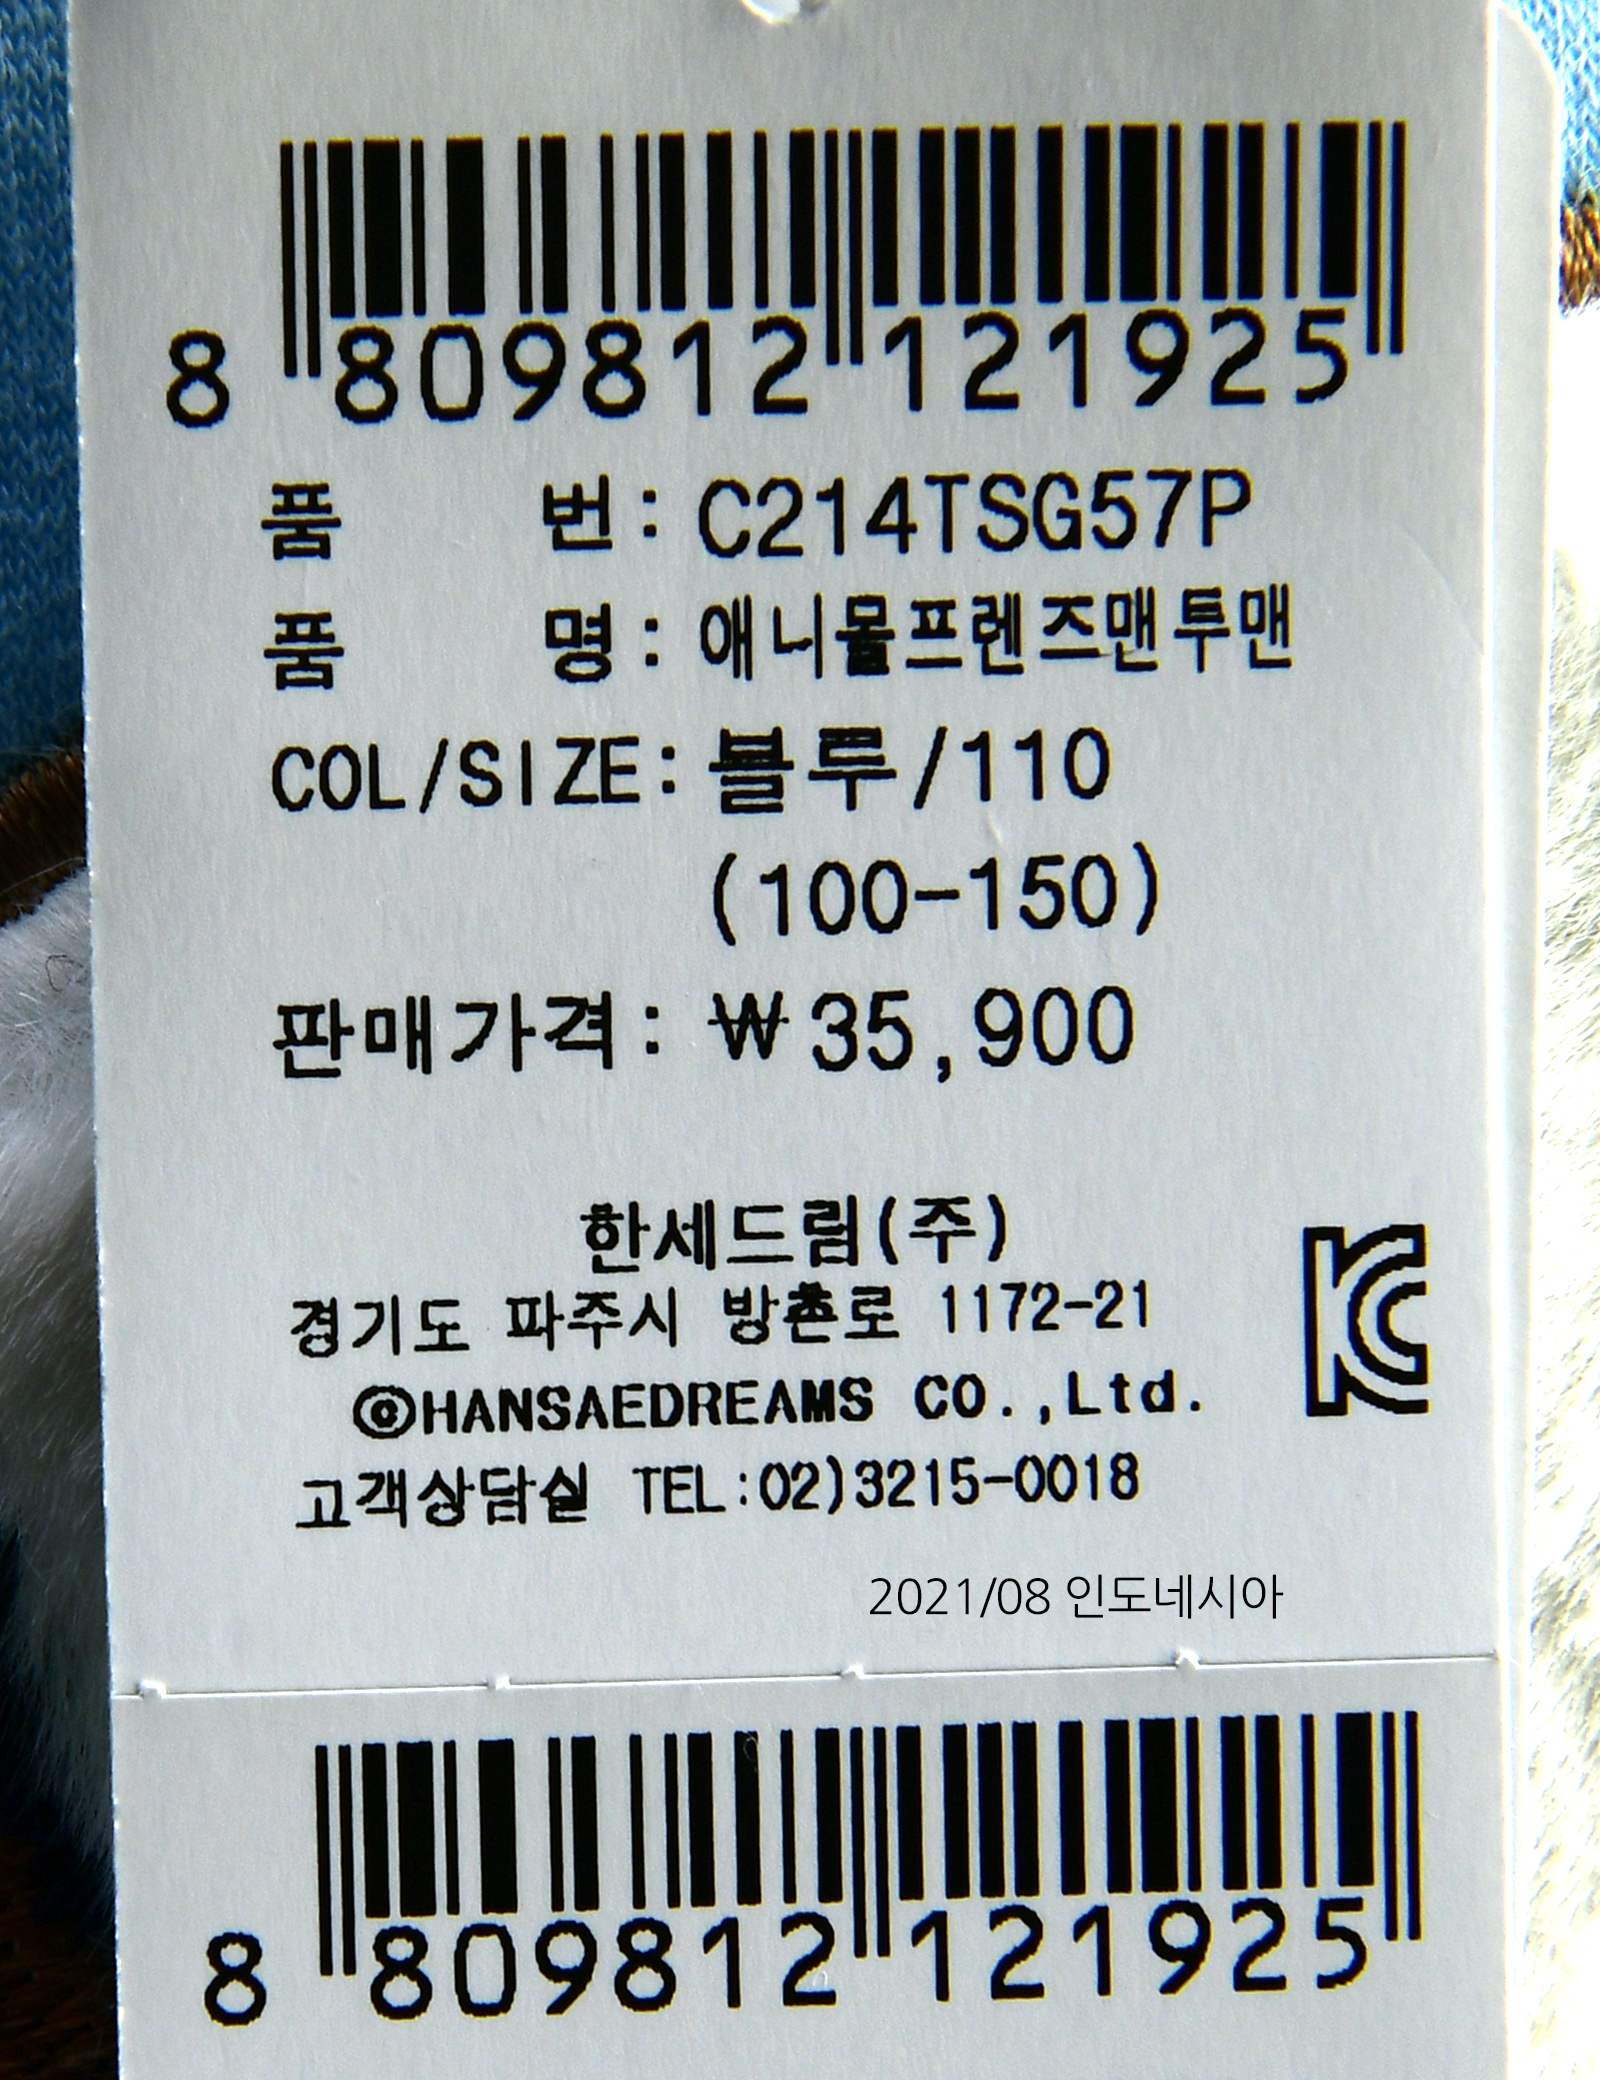 8 809812 121925
품 번: C214TSG57P
품 명: 애니몰프렌즈맨투맨
COL/SIZE: 블루/110
(100-150)
판매가격: ₩35,900
한세드림(주)
경기도 파주시 방촌로 1172-21
©HANSAEDREAMS CO.,Ltd.
고객상담실 TEL:02)3215-0018
KC
2021/08 인도네시아
8 809812 121925